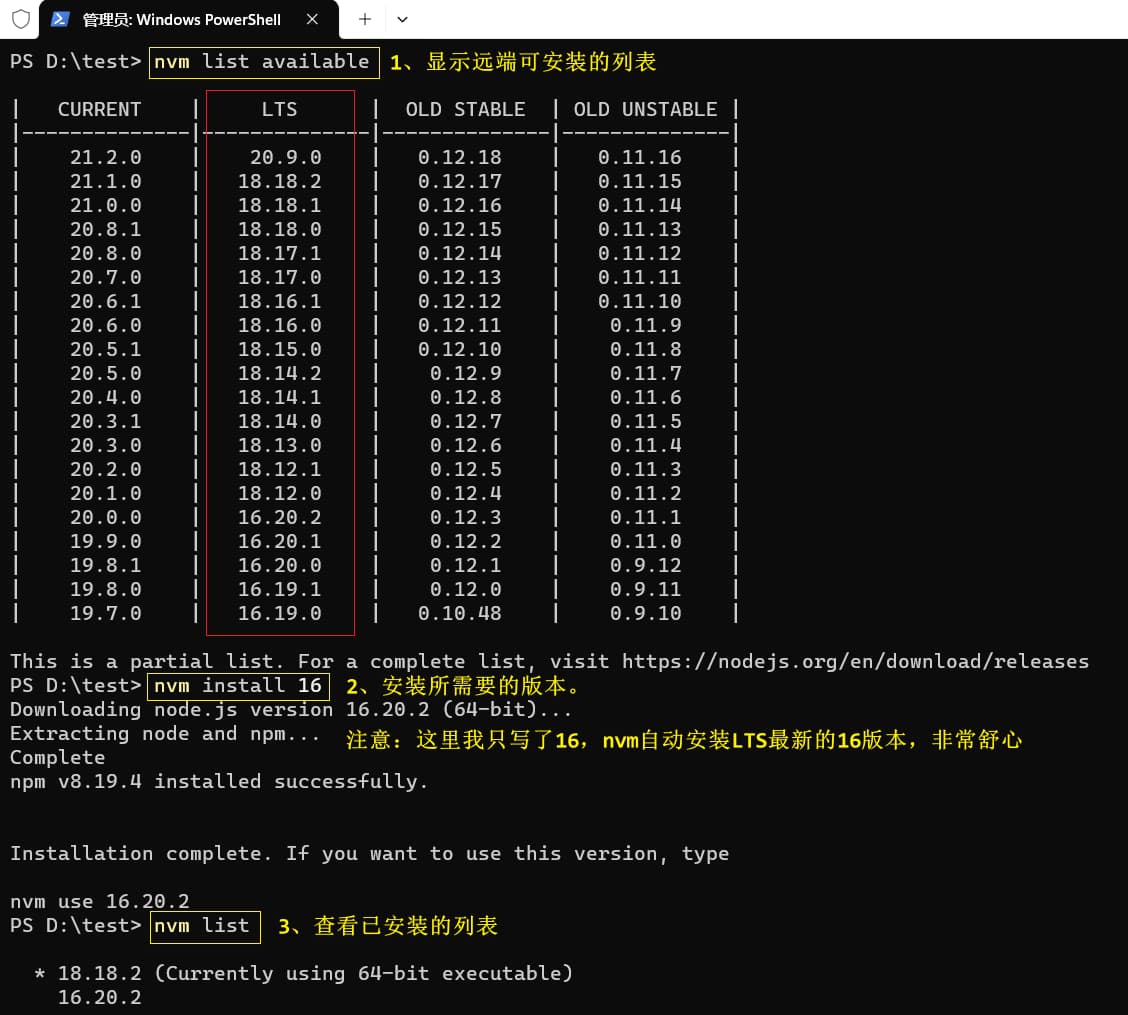 管理员: Windows PowerShell
PS D:\test> nvm list available 1、显示远端可安装的列表
| CURRENT | LTS | OLD STABLE | OLD UNSTABLE |
|--------------|--------------|--------------|--------------|
| 21.2.0 | 20.9.0 | 0.12.18 | 0.11.16 |
| 21.1.0 | 18.18.2 | 0.12.17 | 0.11.15 |
| 21.0.0 | 18.18.1 | 0.12.16 | 0.11.14 |
| 20.8.1 | 18.18.0 | 0.12.15 | 0.11.13 |
| 20.8.0 | 18.17.1 | 0.12.14 | 0.11.12 |
| 20.7.0 | 18.17.0 | 0.12.13 | 0.11.11 |
| 20.6.1 | 18.16.1 | 0.12.12 | 0.11.10 |
| 20.6.0 | 18.16.0 | 0.12.11 | 0.11.9 |
| 20.5.1 | 18.15.0 | 0.12.10 | 0.11.8 |
| 20.5.0 | 18.14.2 | 0.12.9 | 0.11.7 |
| 20.4.0 | 18.14.1 | 0.12.8 | 0.11.6 |
| 20.3.1 | 18.14.0 | 0.12.7 | 0.11.5 |
| 20.3.0 | 18.13.0 | 0.12.6 | 0.11.4 |
| 20.2.0 | 18.12.1 | 0.12.5 | 0.11.3 |
| 20.1.0 | 18.12.0 | 0.12.4 | 0.11.2 |
| 20.0.0 | 16.20.2 | 0.12.3 | 0.11.1 |
| 19.9.0 | 16.20.1 | 0.12.2 | 0.11.0 |
| 19.8.1 | 16.20.0 | 0.12.1 | 0.9.12 |
| 19.8.0 | 16.19.1 | 0.12.0 | 0.9.11 |
| 19.7.0 | 16.19.0 | 0.10.48 | 0.9.10 |
This is a partial list. For a complete list, visit https://nodejs.org/en/download/releases
PS D:\test> nvm install 16 2、安装所需要的版本。
Downloading node.js version 16.20.2 (64-bit)...
Extracting node and npm... 注意：这里我只写了16，nvm自动安装LTS最新的16版本，非常舒心
Complete
npm v8.19.4 installed successfully.
Installation complete. If you want to use this version, type
nvm use 16.20.2
PS D:\test> nvm list 3、查看已安装的列表
* 18.18.2 (Currently using 64-bit executable)
16.20.2